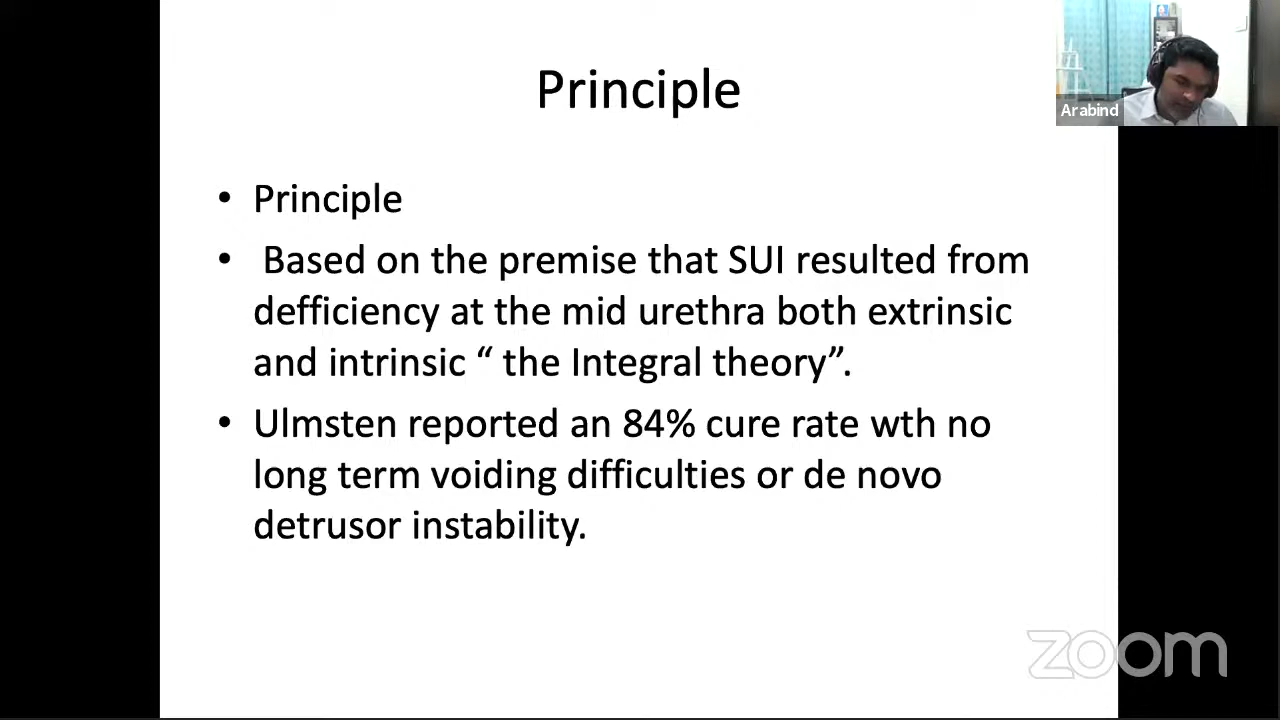 Principle
Arabind
• Principle
• Based on the premise that SUI resulted from
defficiency at the mid urethra both extrinsic
and intrinsic “ the Integral theory”.
• Ulmsten reported an 84% cure rate wth no
long term voiding difficulties or de novo
detrusor instability.
zoom